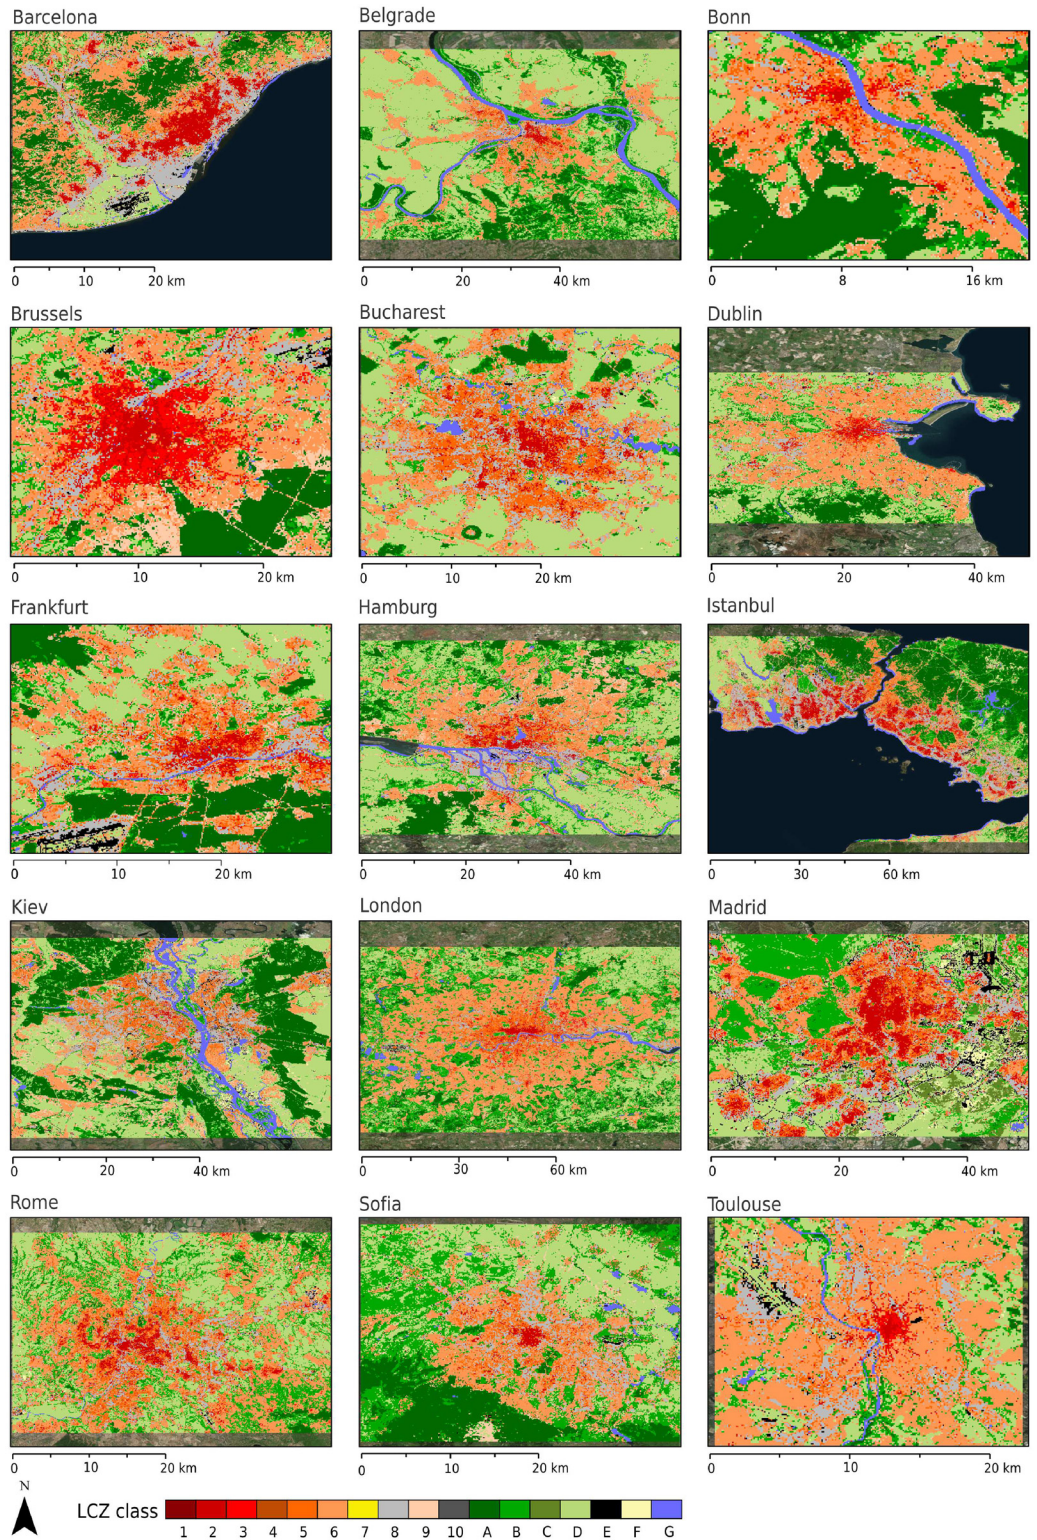 Barcelona Belgrade Bonn
0 10 20 km 0 20 40 km 0 8 16 km
Brussels Bucharest Dublin
0 10 20 km 0 10 20 km 0 20 40 km
Frankfurt Hamburg Istanbul
0 10 20 km 0 20 40 km 0 30 60 km
Kiev London Madrid
0 20 40 km 0 30 60 km 0 20 40 km
Rome Sofia Toulouse
0 10 20 km 0 10 20 km 0 10 20 km
N
LCZ class
1 2 3 4 5 6 7 8 9 10 A B C D E F G